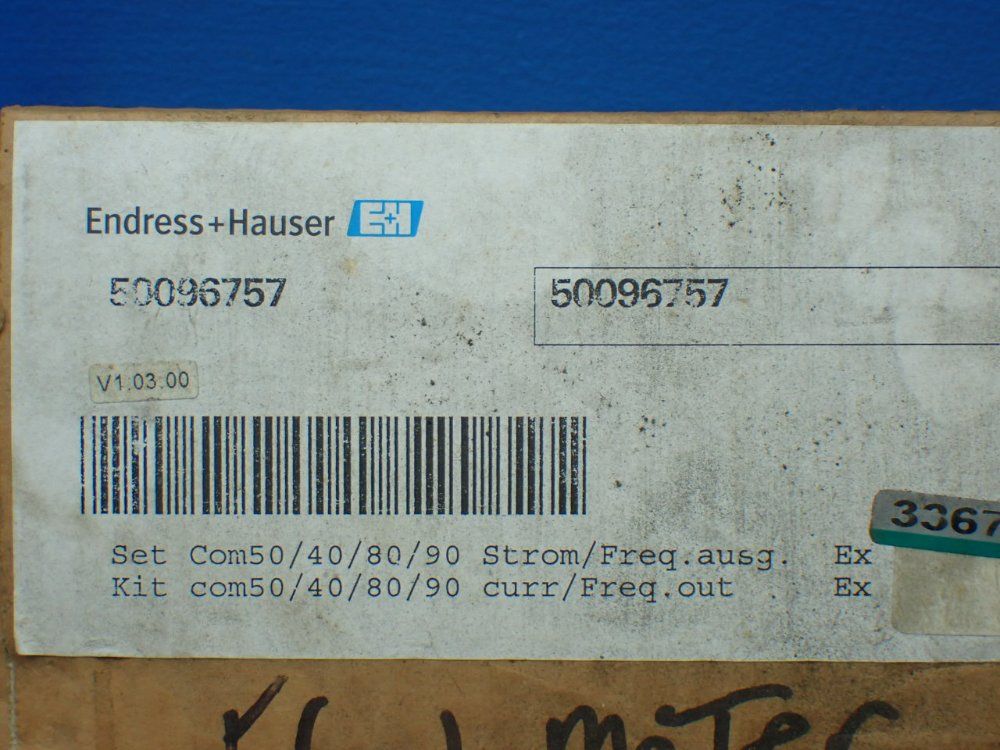 Endress+Hauser E+H
50096757
50096757
V1.03.00
3367
Set Com50/40/80/90 Strom/Freq.ausg. Ex
Kit com50/40/80/90 curr/Freq.out Ex